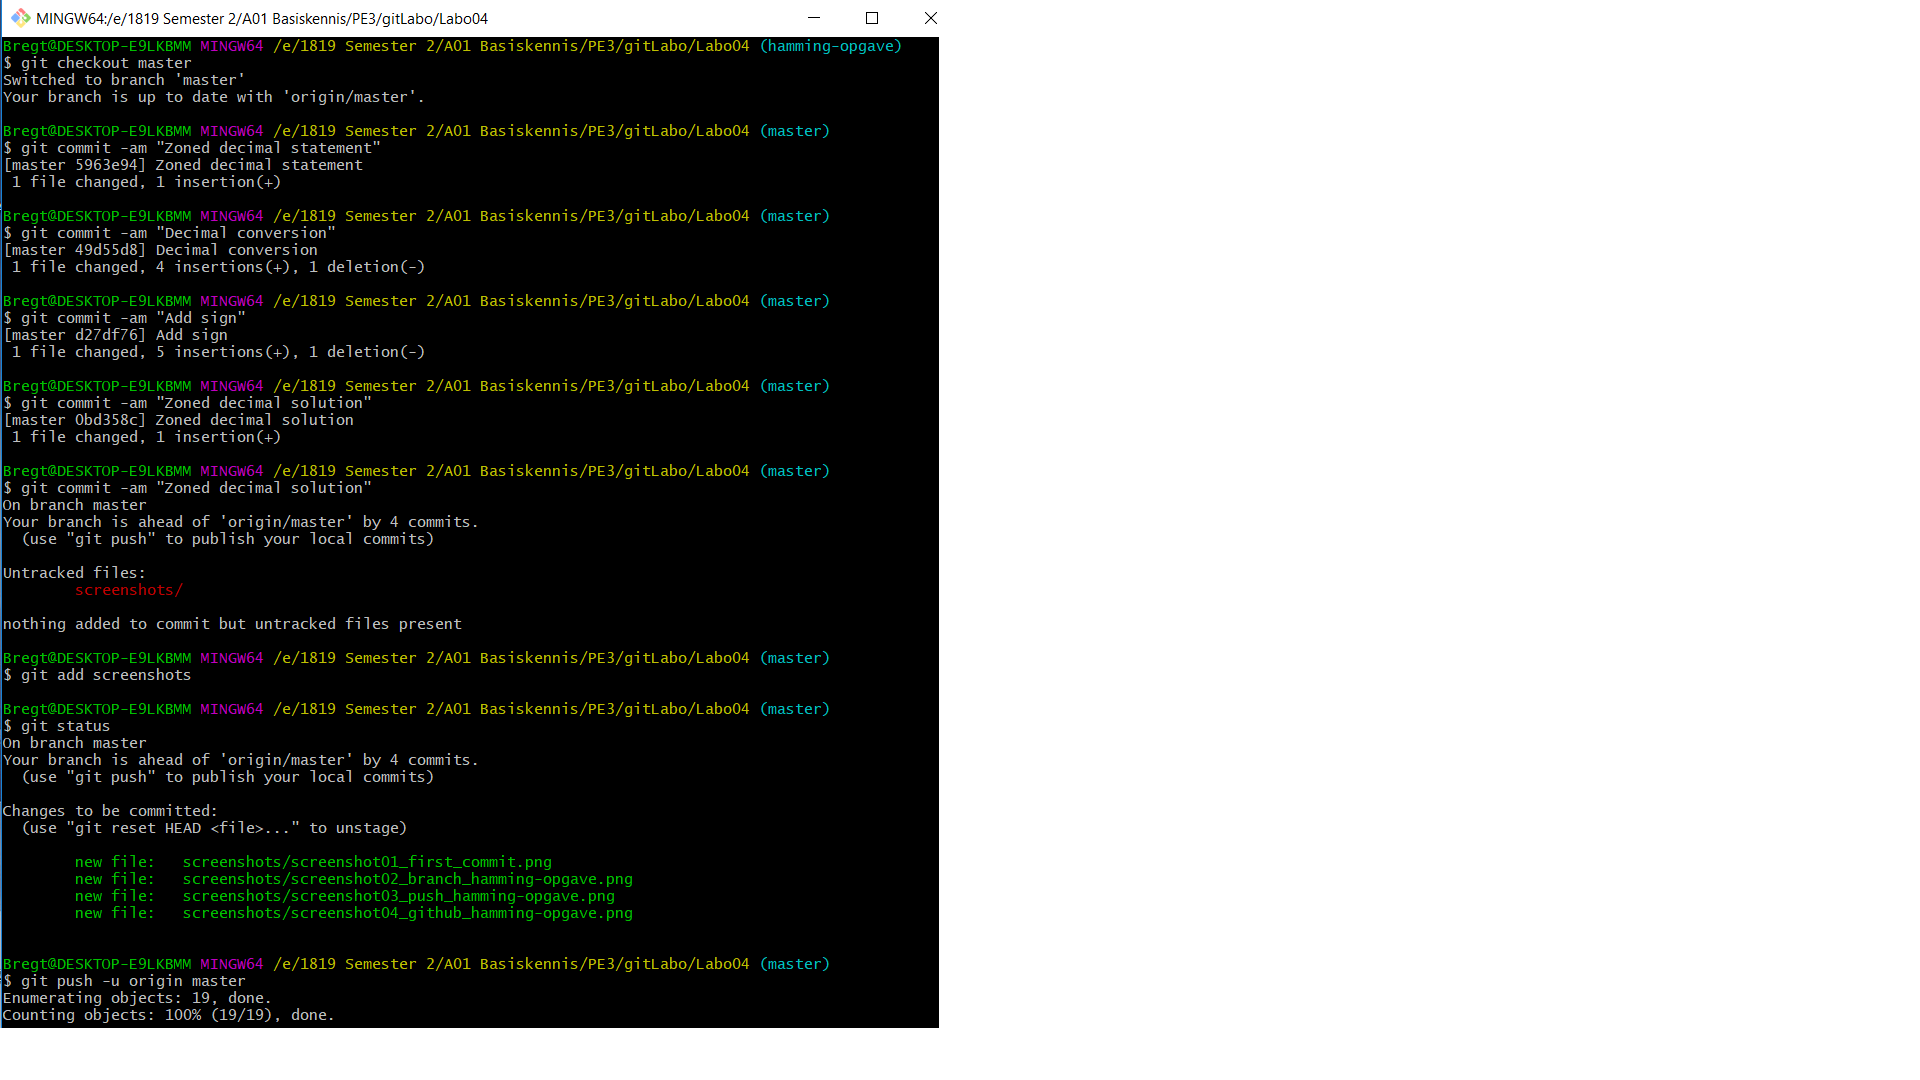 MINGW64:/e/1819 Semester 2/A01 Basiskennis/PE3/gitLabo/Labo04
Bregt@DESKTOP-E9LKBMM MINGW64 /e/1819 Semester 2/A01 Basiskennis/PE3/gitLabo/Labo04 (hamming-opgave)
$ git checkout master
Switched to branch 'master'
Your branch is up to date with 'origin/master'.
Bregt@DESKTOP-E9LKBMM MINGW64 /e/1819 Semester 2/A01 Basiskennis/PE3/gitLabo/Labo04 (master)
$ git commit -am "Zoned decimal statement"
[master 5963e94] Zoned decimal statement
 1 file changed, 1 insertion(+)
Bregt@DESKTOP-E9LKBMM MINGW64 /e/1819 Semester 2/A01 Basiskennis/PE3/gitLabo/Labo04 (master)
$ git commit -am "Decimal conversion"
[master 49d55d8] Decimal conversion
 1 file changed, 4 insertions(+), 1 deletion(-)
Bregt@DESKTOP-E9LKBMM MINGW64 /e/1819 Semester 2/A01 Basiskennis/PE3/gitLabo/Labo04 (master)
$ git commit -am "Add sign"
[master d27df76] Add sign
 1 file changed, 5 insertions(+), 1 deletion(-)
Bregt@DESKTOP-E9LKBMM MINGW64 /e/1819 Semester 2/A01 Basiskennis/PE3/gitLabo/Labo04 (master)
$ git commit -am "Zoned decimal solution"
[master 0bd358c] Zoned decimal solution
 1 file changed, 1 insertion(+)
Bregt@DESKTOP-E9LKBMM MINGW64 /e/1819 Semester 2/A01 Basiskennis/PE3/gitLabo/Labo04 (master)
$ git commit -am "Zoned decimal solution"
On branch master
Your branch is ahead of 'origin/master' by 4 commits.
  (use "git push" to publish your local commits)
Untracked files:
        screenshots/
nothing added to commit but untracked files present
Bregt@DESKTOP-E9LKBMM MINGW64 /e/1819 Semester 2/A01 Basiskennis/PE3/gitLabo/Labo04 (master)
$ git add screenshots
Bregt@DESKTOP-E9LKBMM MINGW64 /e/1819 Semester 2/A01 Basiskennis/PE3/gitLabo/Labo04 (master)
$ git status
On branch master
Your branch is ahead of 'origin/master' by 4 commits.
  (use "git push" to publish your local commits)
Changes to be committed:
  (use "git reset HEAD <file>..." to unstage)
        new file:   screenshots/screenshot01_first_commit.png
        new file:   screenshots/screenshot02_branch_hamming-opgave.png
        new file:   screenshots/screenshot03_push_hamming-opgave.png
        new file:   screenshots/screenshot04_github_hamming-opgave.png
Bregt@DESKTOP-E9LKBMM MINGW64 /e/1819 Semester 2/A01 Basiskennis/PE3/gitLabo/Labo04 (master)
$ git push -u origin master
Enumerating objects: 19, done.
Counting objects: 100% (19/19), done.